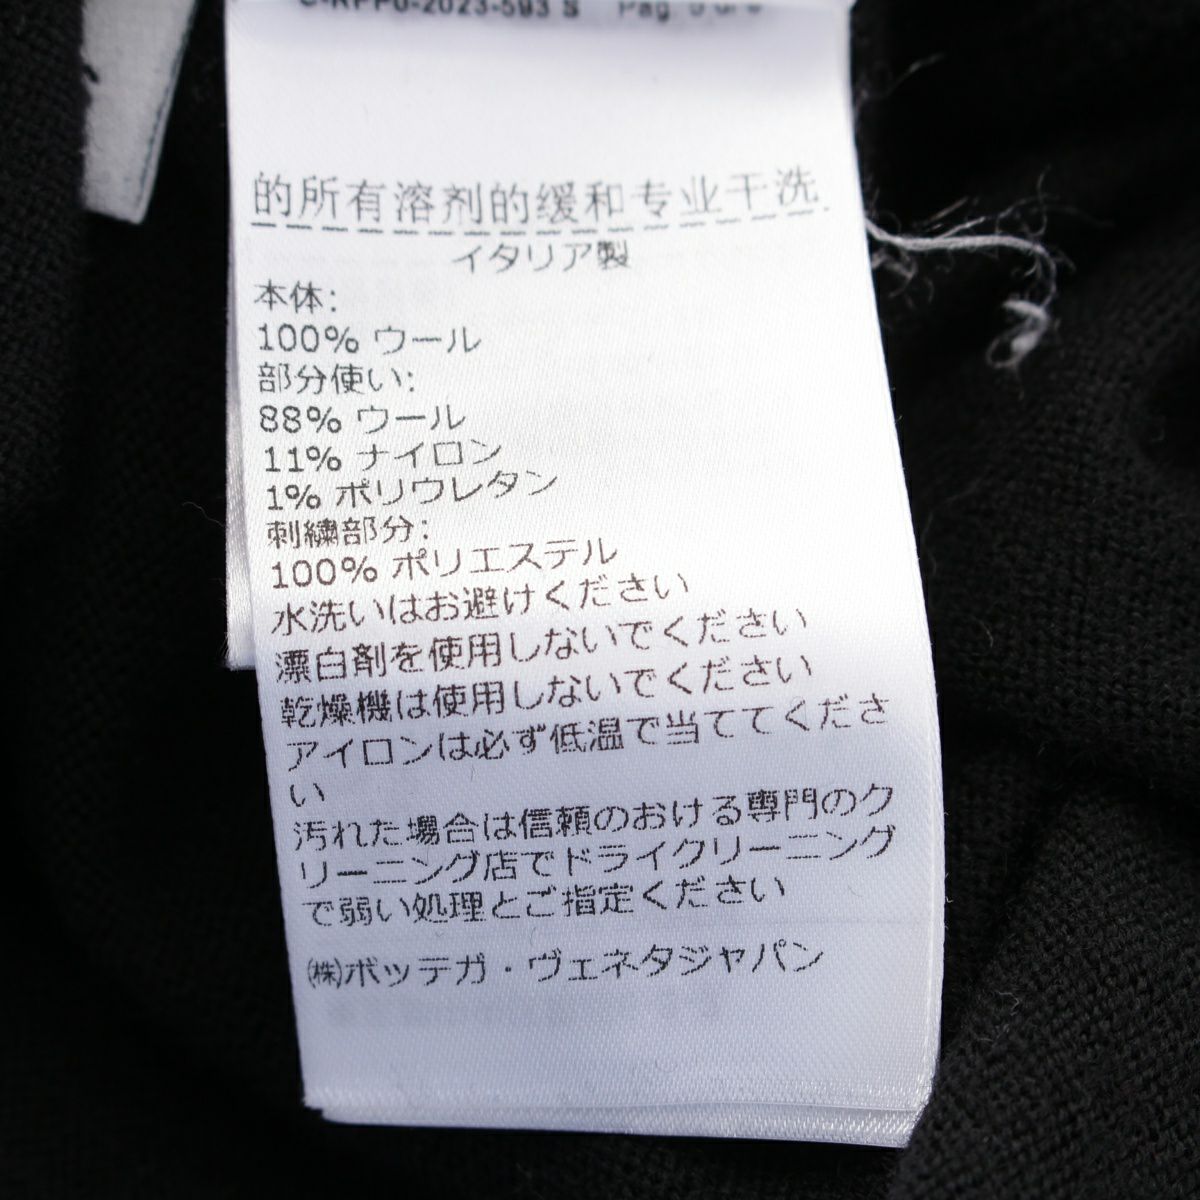 C-RPP0-2023-593 S Pag.
的所有溶剂的缓和专业干洗
イタリア製
本体:
100% ウール
部分使い:
88% ウール
11% ナイロン
1% ポリウレタン
刺繍部分:
100% ポリエステル
水洗いはお避けください
漂白剤を使用しないでください
乾燥機は使用しないでください
アイロンは必ず低温で当ててくださ
い
汚れた場合は信頼のおける専門のク
リーニング店でドライクリーニング
で弱い処理とご指定ください
㈱ボッテガ・ヴェネタジャパン